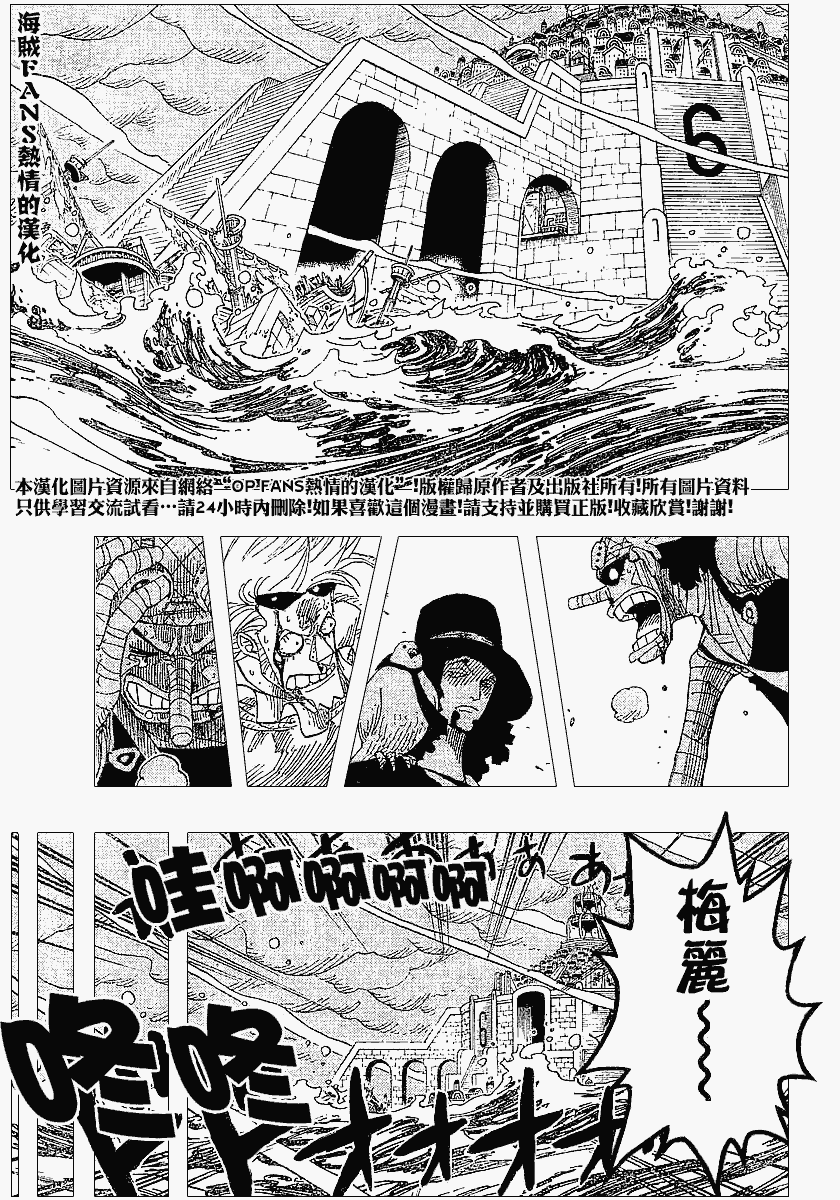 海賊FANS熱情的漢化
6
本漢化圖片資源來自網絡“OP!FANS熱情的漢化”!版權歸原作者及出版社所有!所有圖片資料
只供學習交流試看…請24小時內刪除!如果喜歡這個漫畫!請支持並購買正版!收藏欣賞!謝謝!
梅麗~
哇啊啊啊啊
あ
あ
6
咚咚
オオオオ